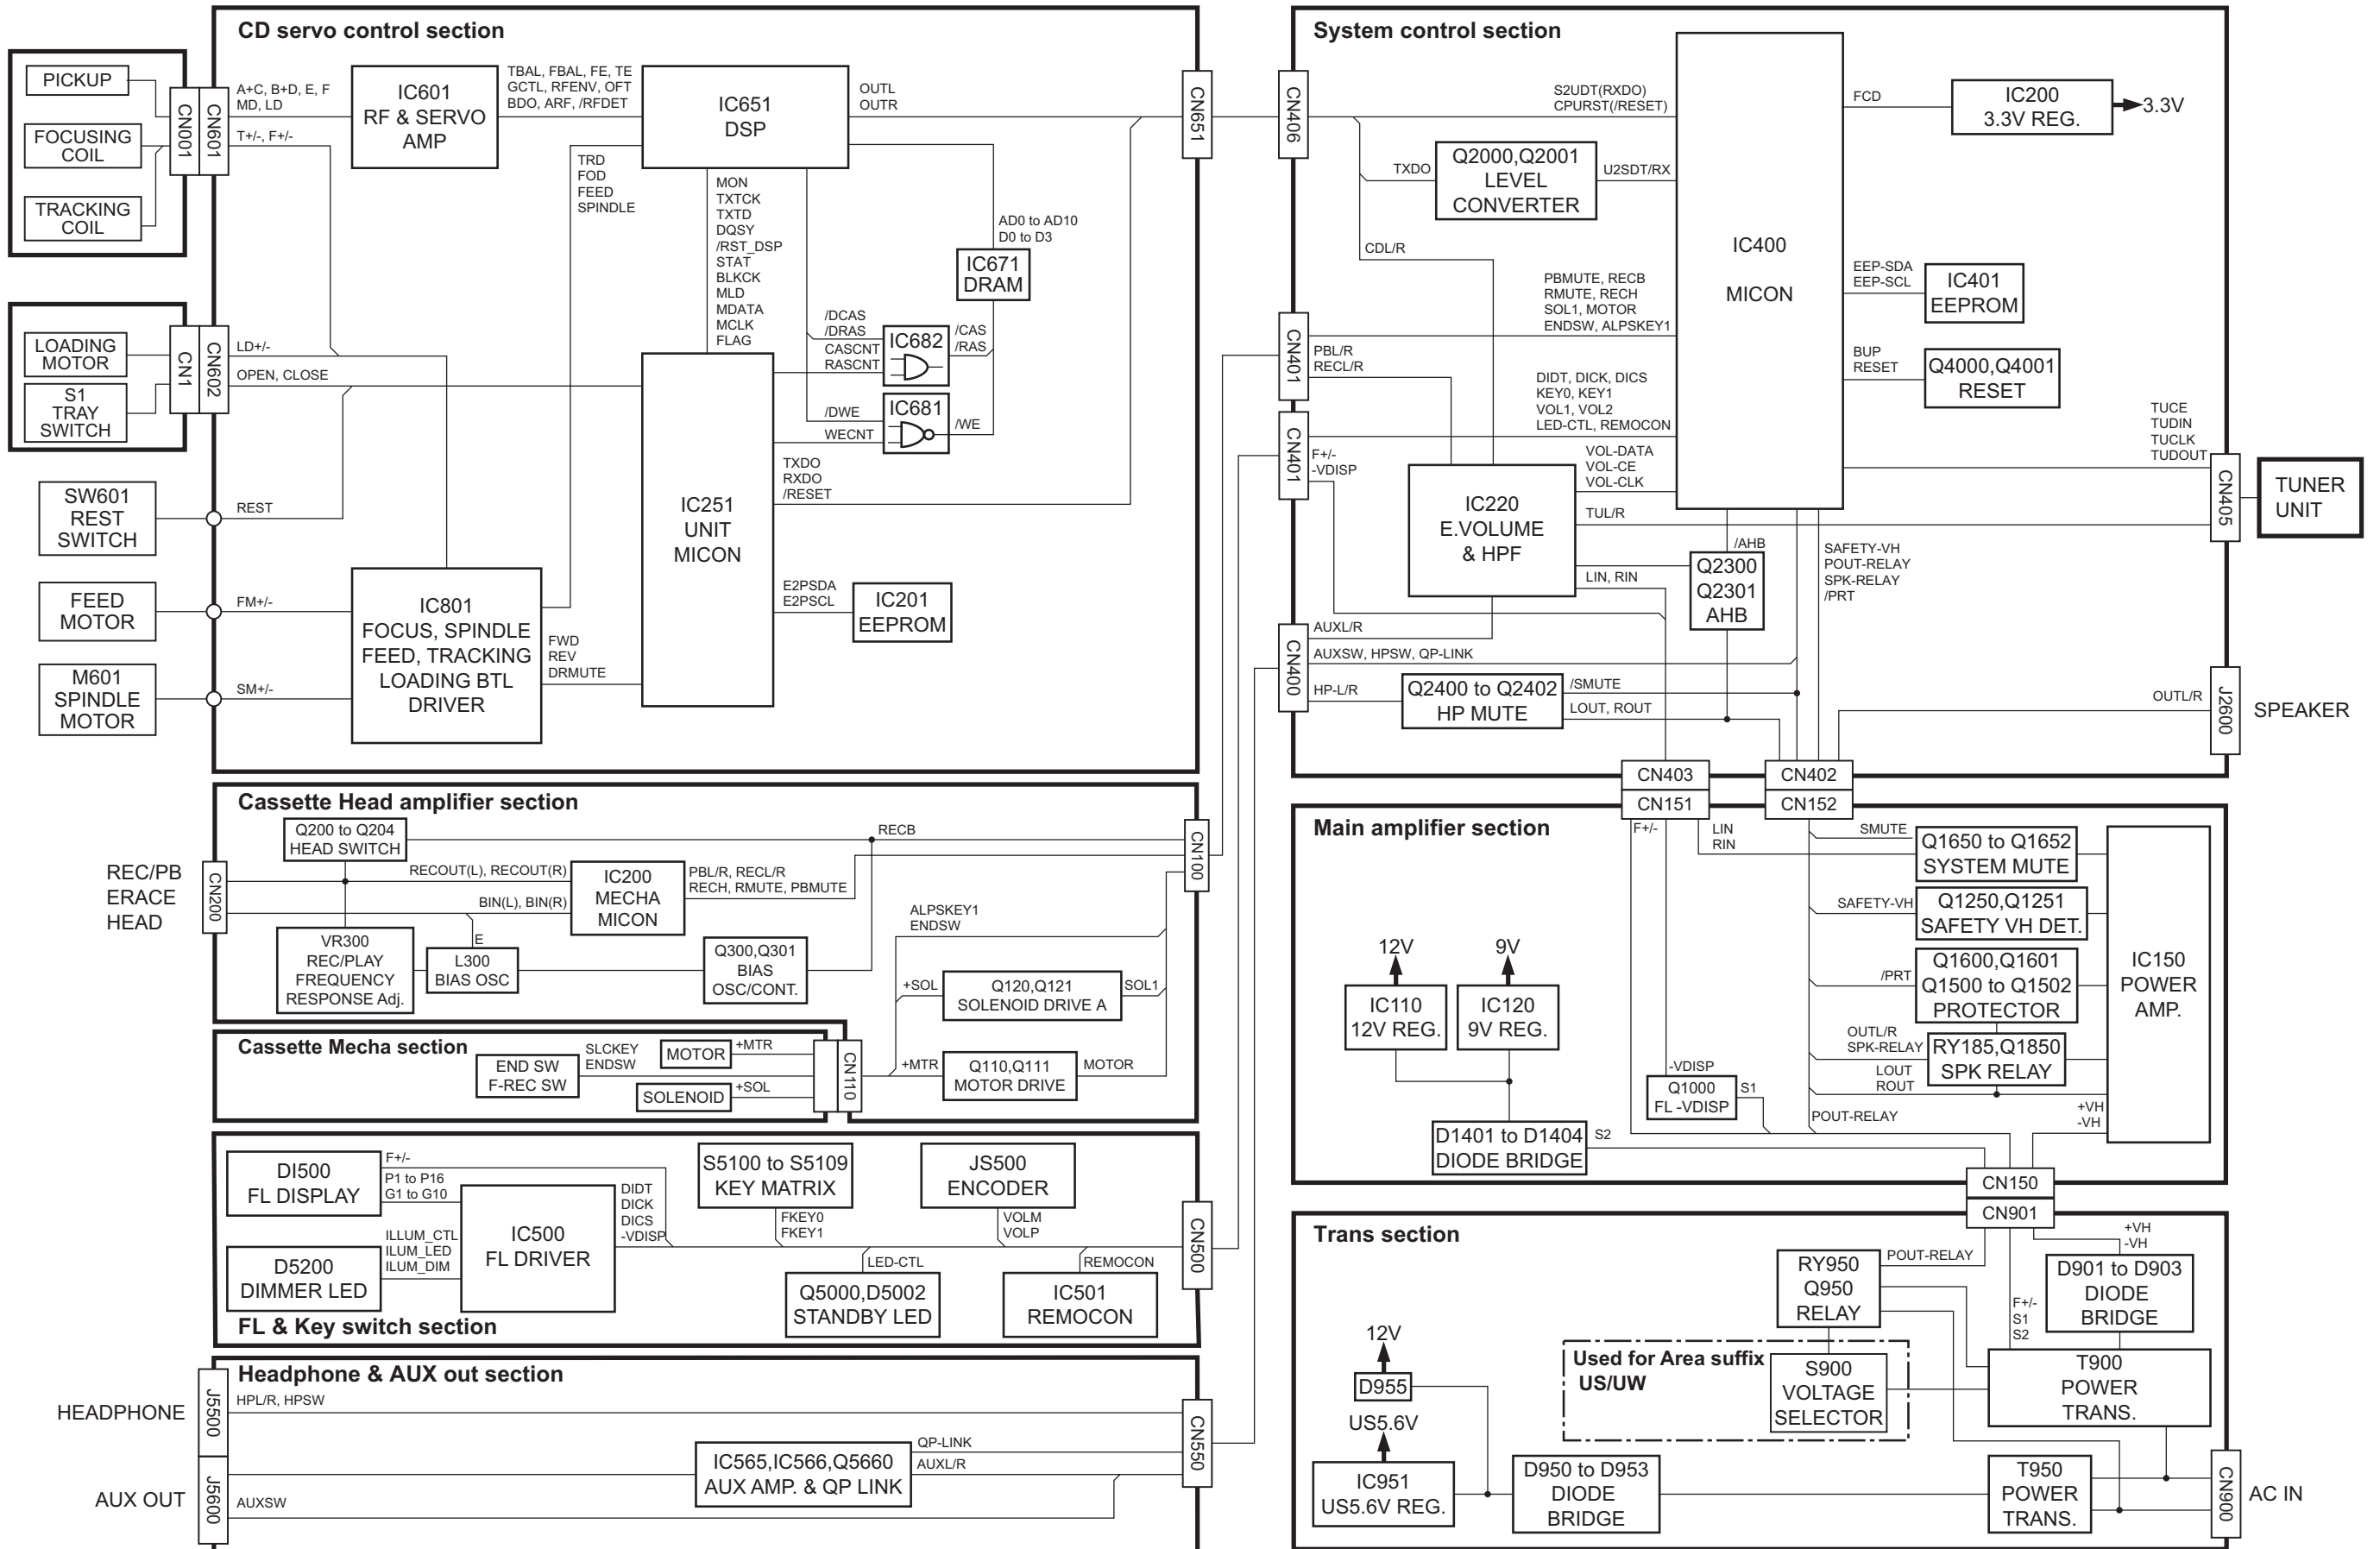 CD servo control section
PICKUP
FOCUSING
COIL
TRACKING
COIL
CN001
CN601
A+C, B+D, E, F
MD, LD
T+/-, F+/-
IC601
RF & SERVO
AMP
TBAL, FBAL, FE, TE
GCTL, RFENV, OFT
BDO, ARF, /RFDET
IC651
DSP
OUTL
OUTR
CN651
TRD
FOD
FEED
SPINDLE
MON
TXTCK
TXTD
DQSY
/RST_DSP
STAT
BLKCK
MLD
MDATA
MCLK
FLAG
AD0 to AD10
D0 to D3
IC671
DRAM
/DCAS
/DRAS
CASCNT
RASCNT
IC682
/CAS
/RAS
/DWE
WECNT
IC681
/WE
LOADING
MOTOR
S1
TRAY
SWITCH
CN1
CN602
LD+/-
OPEN, CLOSE
SW601
REST
SWITCH
REST
FEED
MOTOR
FM+/-
M601
SPINDLE
MOTOR
SM+/-
IC801
FOCUS, SPINDLE
FEED, TRACKING
LOADING BTL
DRIVER
FWD
REV
DRMUTE
IC251
UNIT
MICON
TXDO
RXDO
/RESET
E2PSDA
E2PSCL
IC201
EEPROM
Cassette Head amplifier section
Q200 to Q204
HEAD SWITCH
RECB
CN100
REC/PB
ERACE
HEAD
CN200
RECOUT(L), RECOUT(R)
BIN(L), BIN(R)
IC200
MECHA
MICON
PBL/R, RECL/R
RECH, RMUTE, PBMUTE
ALPSKEY1
ENDSW
VR300
REC/PLAY
FREQUENCY
RESPONSE Adj.
E
L300
BIAS OSC
Q300,Q301
BIAS
OSC/CONT.
+SOL
Q120,Q121
SOLENOID DRIVE A
SOL1
Cassette Mecha section
END SW
F-REC SW
SLCKEY
ENDSW
MOTOR
+MTR
SOLENOID
+SOL
CN110
+MTR
Q110,Q111
MOTOR DRIVE
MOTOR
DI500
FL DISPLAY
F+/-
P1 to P16
G1 to G10
D5200
DIMMER LED
ILLUM_CTL
ILUM_LED
ILUM_DIM
IC500
FL DRIVER
DIDT
DICK
DICS
-VDISP
S5100 to S5109
KEY MATRIX
FKEY0
FKEY1
JS500
ENCODER
VOLM
VOLP
LED-CTL
Q5000,D5002
STANDBY LED
REMOCON
IC501
REMOCON
CN500
FL & Key switch section
Headphone & AUX out section
HEADPHONE
J5500
HPL/R, HPSW
AUX OUT
J5600
AUXSW
IC565,IC566,Q5660
AUX AMP. & QP LINK
QP-LINK
AUXL/R
CN550
System control section
CN406
S2UDT(RXDO)
CPURST(/RESET)
TXDO
Q2000,Q2001
LEVEL
CONVERTER
U2SDT/RX
CDL/R
IC400
MICON
FCD
IC200
3.3V REG.
3.3V
EEP-SDA
EEP-SCL
IC401
EEPROM
BUP
RESET
Q4000,Q4001
RESET
CN401
PBMUTE, RECB
RMUTE, RECH
SOL1, MOTOR
ENDSW, ALPSKEY1
PBL/R
RECL/R
CN401
DIDT, DICK, DICS
KEY0, KEY1
VOL1, VOL2
LED-CTL, REMOCON
F+/-
-VDISP
IC220
E.VOLUME
& HPF
VOL-DATA
VOL-CE
VOL-CLK
TUL/R
LIN, RIN
/AHB
Q2300
Q2301
AHB
SAFETY-VH
POUT-RELAY
SPK-RELAY
/PRT
TUCE
TUDIN
TUCLK
TUDOUT
CN405
TUNER
UNIT
CN400
AUXL/R
AUXSW, HPSW, QP-LINK
HP-L/R
Q2400 to Q2402
HP MUTE
/SMUTE
LOUT, ROUT
OUTL/R
J2600
SPEAKER
CN403
CN402
CN151
CN152
Main amplifier section
F+/-
LIN
RIN
SMUTE
Q1650 to Q1652
SYSTEM MUTE
SAFETY-VH
Q1250,Q1251
SAFETY VH DET.
/PRT
Q1600,Q1601
Q1500 to Q1502
PROTECTOR
OUTL/R
SPK-RELAY
RY185,Q1850
SPK RELAY
LOUT
ROUT
IC150
POWER
AMP.
12V
IC110
12V REG.
9V
IC120
9V REG.
-VDISP
Q1000
FL -VDISP
S1
POUT-RELAY
+VH
-VH
D1401 to D1404
DIODE BRIDGE
S2
CN150
CN901
Trans section
RY950
Q950
RELAY
POUT-RELAY
F+/-
S1
S2
+VH
-VH
D901 to D903
DIODE
BRIDGE
Used for Area suffix
US/UW
S900
VOLTAGE
SELECTOR
T900
POWER
TRANS.
12V
D955
US5.6V
IC951
US5.6V REG.
D950 to D953
DIODE
BRIDGE
T950
POWER
TRANS.
CN900
AC IN